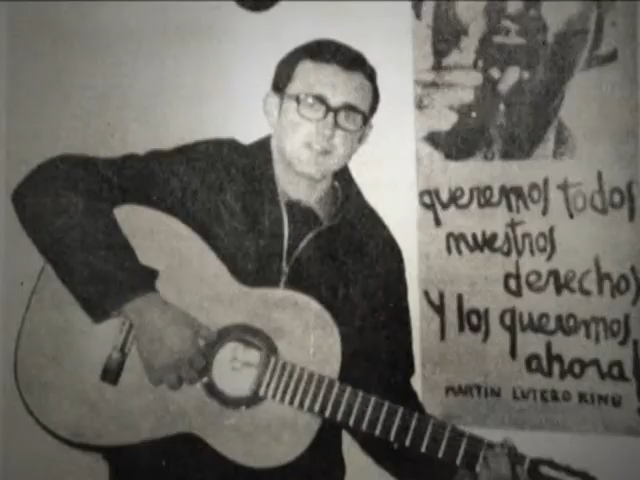 queremos todos
nuestros
derechos
Y los queremos
ahora!
MARTIN LUTERO KING